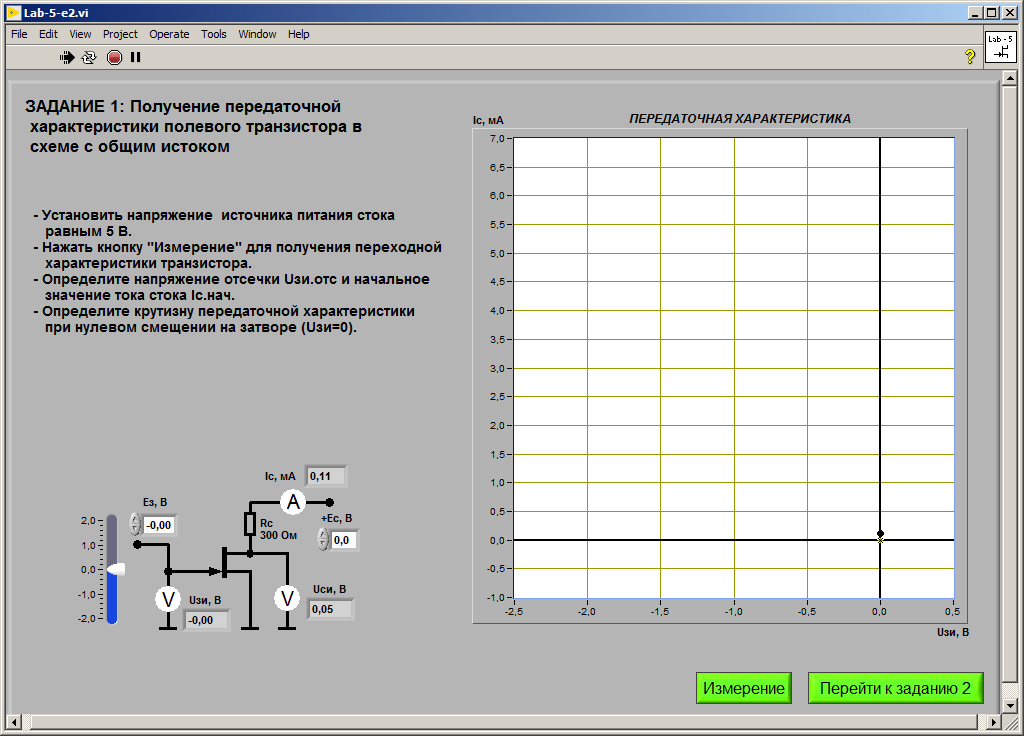 Lab-5-e2.vi
File Edit View Project Operate Tools Window Help
Lab - 5
?
ЗАДАНИЕ 1: Получение передаточной
характеристики полевого транзистора в
схеме с общим истоком
- Установить напряжение источника питания стока
равным 5 В.
- Нажать кнопку "Измерение" для получения переходной
характеристики транзистора.
- Определите напряжение отсечки Uзи.отс и начальное
значение тока стока Iс.нач.
- Определите крутизну передаточной характеристики
при нулевом смещении на затворе (Uзи=0).
Iс, мА
ПЕРЕДАТОЧНАЯ ХАРАКТЕРИСТИКА
7,0
6,5
6,0
5,5
5,0
4,5
4,0
3,5
3,0
2,5
2,0
1,5
1,0
0,5
0,0
-0,5
-1,0
-2,5 -2,0 -1,5 -1,0 -0,5 0,0 0,5
Uзи, В
Iс, мА 0,11
A
Eз, В
-0,00
Rс
300 Ом
+Eс, В
0,0
2,0
1,0
0,0
-1,0
-2,0
V
Uзи, В
-0,00
V
Uси, В
0,05
Измерение
Перейти к заданию 2